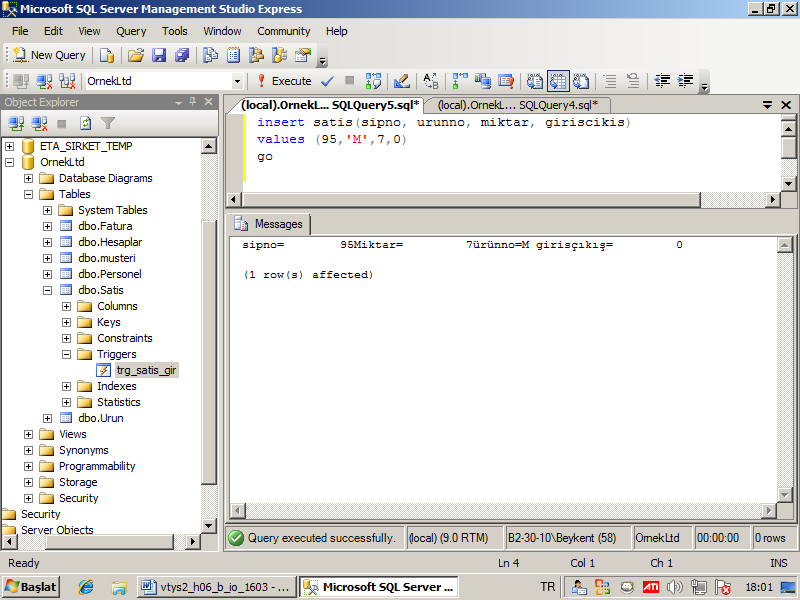 Microsoft SQL Server Management Studio Express
File Edit View Query Tools Window Community Help
New Query
OrnekLtd Execute
Object Explorer
ETA_SIRKET_TEMP
OrnekLtd
Database Diagrams
Tables
System Tables
dbo.Fatura
dbo.Hesaplar
dbo.musteri
dbo.Personel
dbo.Satis
Columns
Keys
Constraints
Triggers
trg_satis_gir
Indexes
Statistics
dbo.Urun
Views
Synonyms
Programmability
Storage
Security
Security
Server Objects
(local).OrnekL... SQLQuery5.sql* (local).OrnekL... SQLQuery4.sql*
insert satis(sipno, urunno, miktar, giriscikis)
values (95,'M',7,0)
go
Messages
sipno= 95Miktar= 7ürünno=M girisçıkış= 0
(1 row(s) affected)
Query executed successfully. (local) (9.0 RTM) B2-30-10\Beykent (58) OrnekLtd 00:00:00 0 rows
Ready Ln 4 Col 1 Ch 1 INS
Başlat vtys2_h06_b_io_1603 - ... Microsoft SQL Server ... TR ATI 18:01